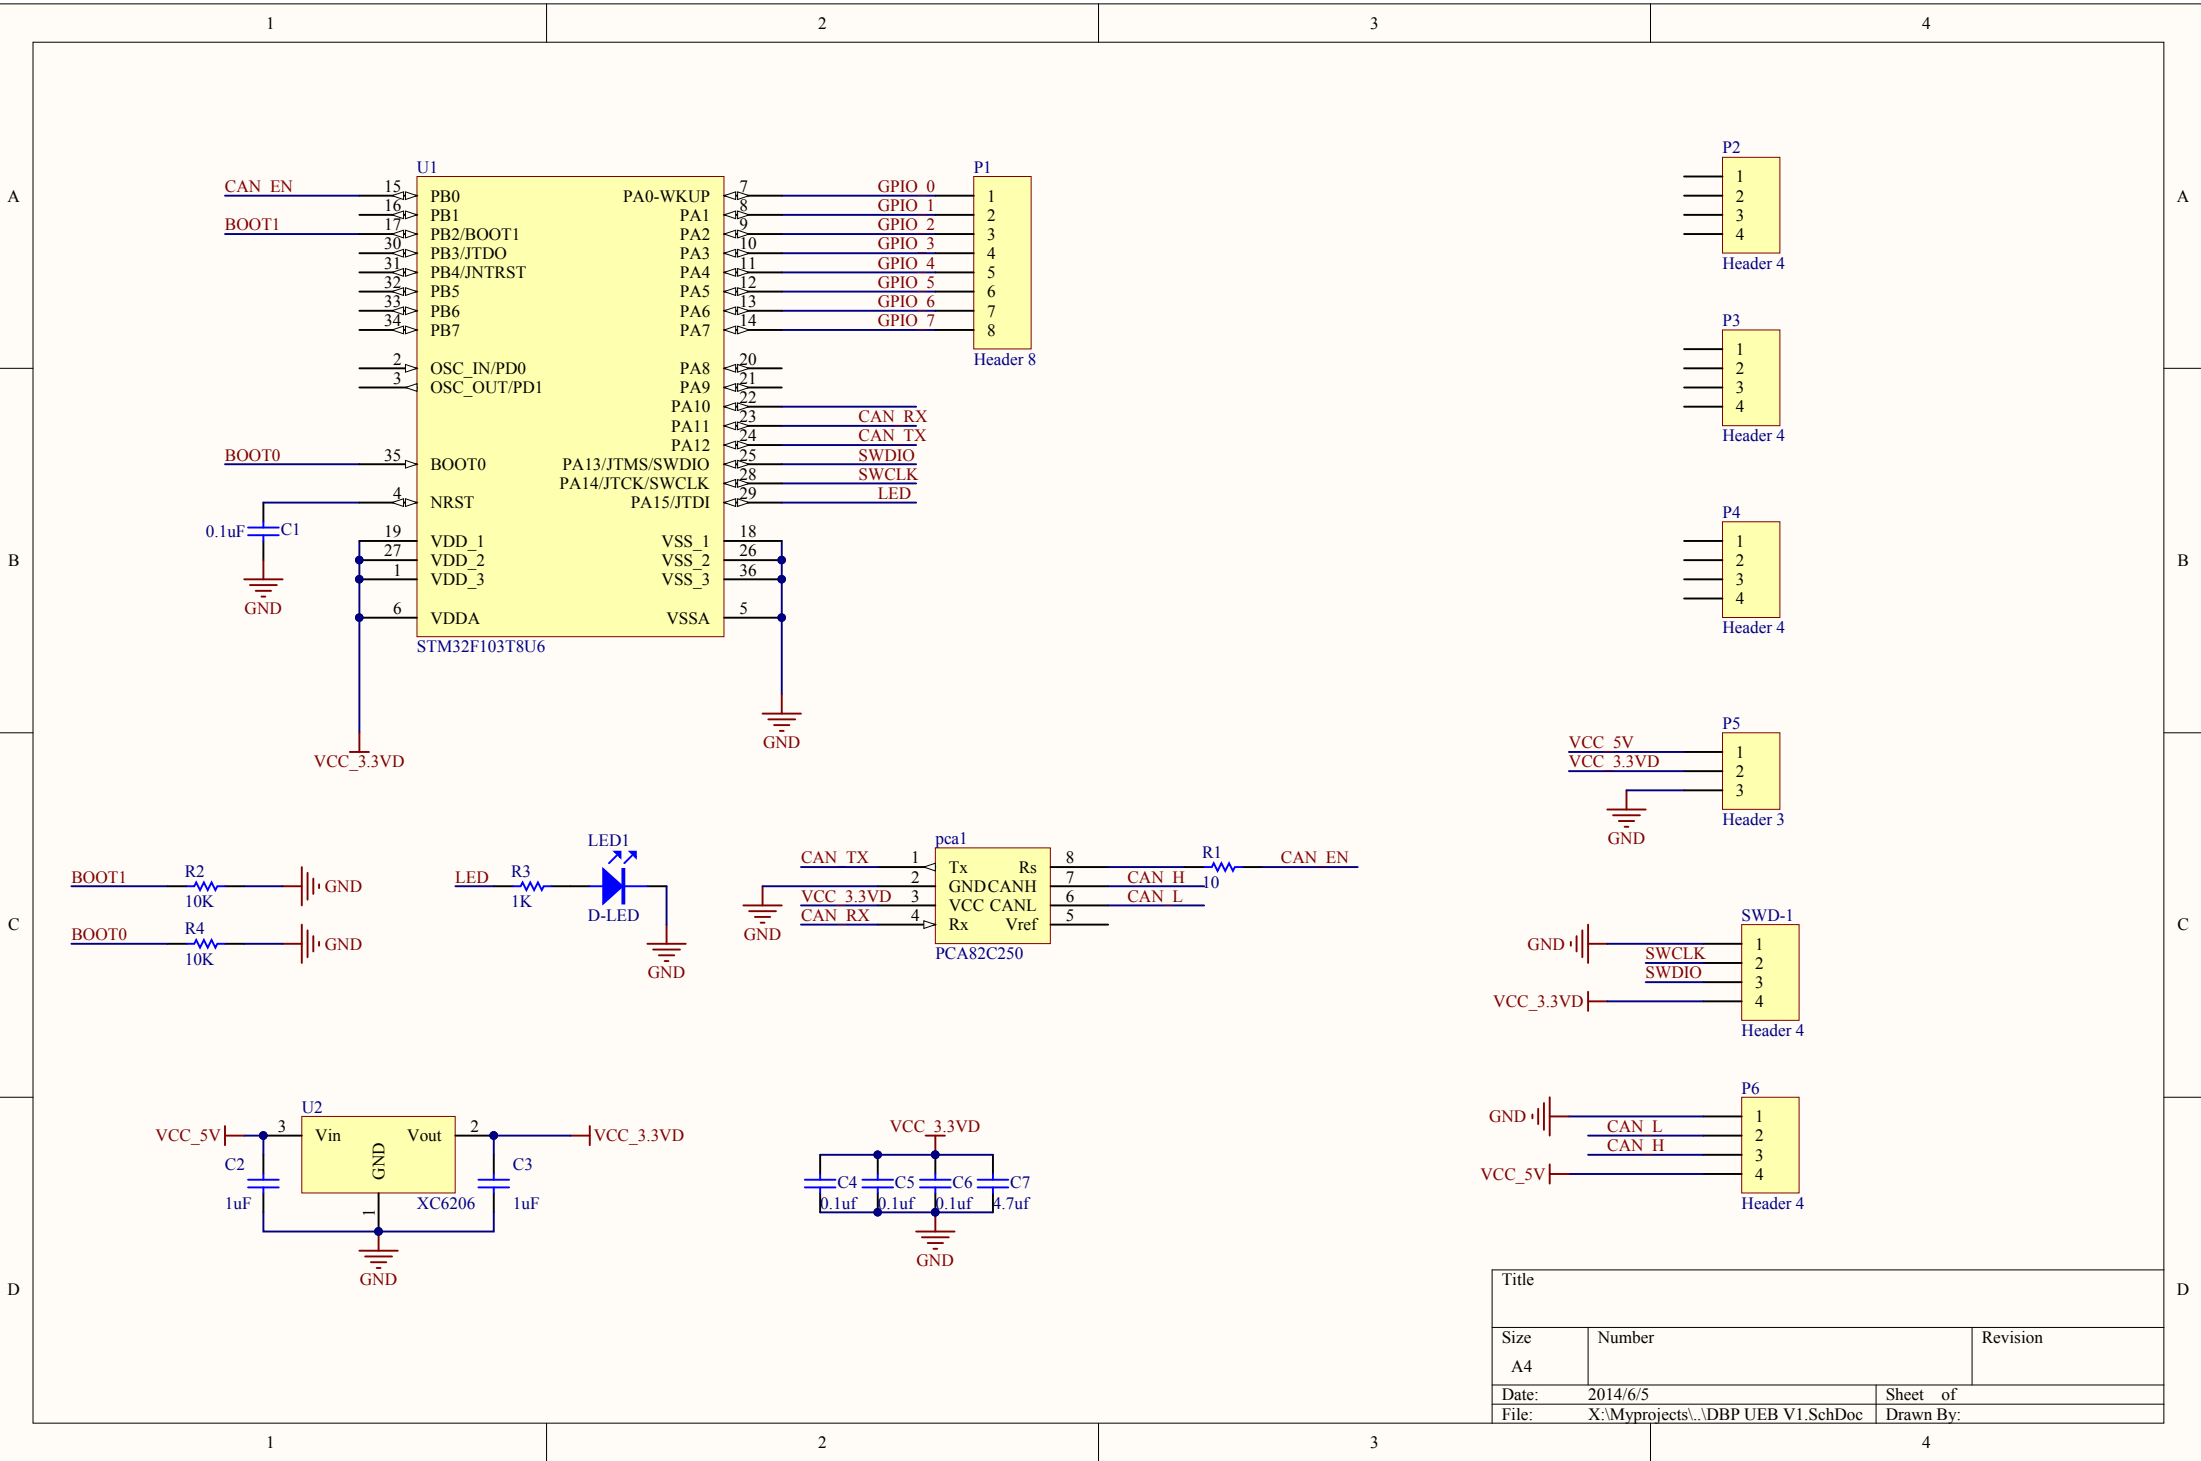 1 2 3 4
A A
B B
C C
D D
U1
CAN_EN 15 PB0
16 PB1
BOOT1 17 PB2/BOOT1
30 PB3/JTDO
31 PB4/JNTRST
32 PB5
33 PB6
34 PB7
2 OSC_IN/PD0
3 OSC_OUT/PD1
BOOT0 35 BOOT0
4 NRST
0.1uF C1
GND
19 VDD_1
27 VDD_2
1 VDD_3
6 VDDA
STM32F103T8U6
VCC_3.3VD
PA0-WKUP 7 GPIO_0
PA1 8 GPIO_1
PA2 9 GPIO_2
PA3 10 GPIO_3
PA4 11 GPIO_4
PA5 12 GPIO_5
PA6 13 GPIO_6
PA7 14 GPIO_7
PA8 20
PA9 21
PA10 22
PA11 23 CAN_RX
PA12 24 CAN_TX
PA13/JTMS/SWDIO 25 SWDIO
PA14/JTCK/SWCLK 28 SWCLK
PA15/JTDI 29 LED
VSS_1 18
VSS_2 26
VSS_3 36
VSSA 5
GND
P1
1
2
3
4
5
6
7
8
Header 8
P2
1
2
3
4
Header 4
P3
1
2
3
4
Header 4
P4
1
2
3
4
Header 4
P5
VCC_5V 1
VCC_3.3VD 2
3
GND
Header 3
BOOT1 R2 GND
10K
BOOT0 R4 GND
10K
LED1
LED R3
1K
D-LED
GND
pca1
CAN_TX 1 Tx Rs 8 R1 CAN_EN
2 GND CANH 7 CAN_H 10
VCC_3.3VD 3 VCC CANL 6 CAN_L
CAN_RX 4 Rx Vref 5
GND
PCA82C250
SWD-1
GND 1
SWCLK 2
SWDIO 3
VCC_3.3VD 4
Header 4
U2
VCC_5V 3 Vin Vout 2 VCC_3.3VD
GND
C2 C3
1uF 1 XC6206 1uF
GND
VCC_3.3VD
C4 C5 C6 C7
0.1uf 0.1uf 0.1uf 4.7uf
GND
P6
GND 1
CAN_L 2
CAN_H 3
VCC_5V 4
Header 4
Title
Size Number Revision
A4
Date: 2014/6/5 Sheet of
File: X:\Myprojects\..\DBP UEB V1.SchDoc Drawn By:
1 2 3 4